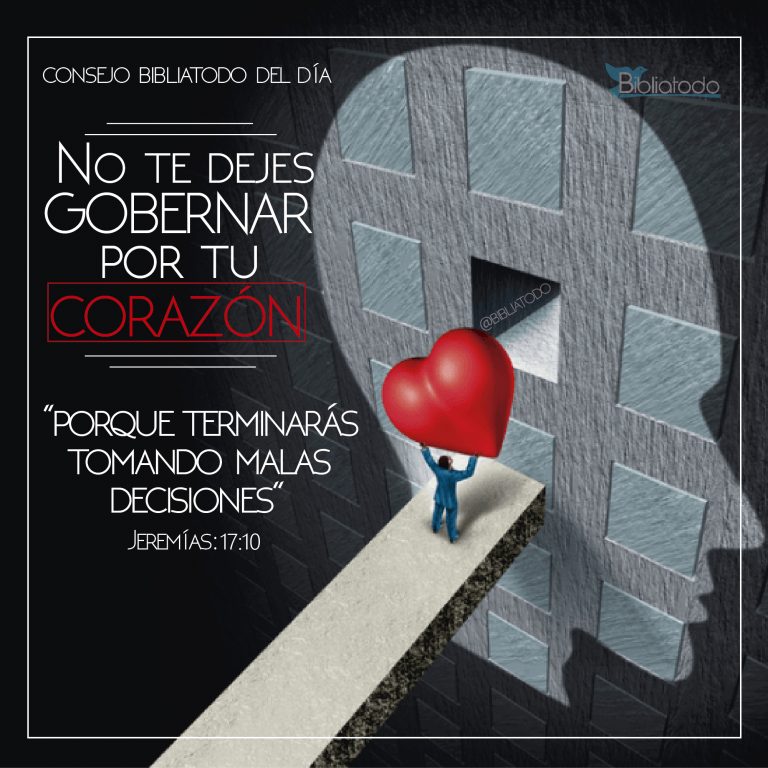 CONSEJO BIBLIATODO DEL DÍA
Bibliatodo
NO TE DEJES
GOBERNAR
POR TU
CORAZÓN
@BIBLIATODO
"PORQUE TERMINARÁS
TOMANDO MALAS
DECISIONES"
JEREMÍAS:17:10